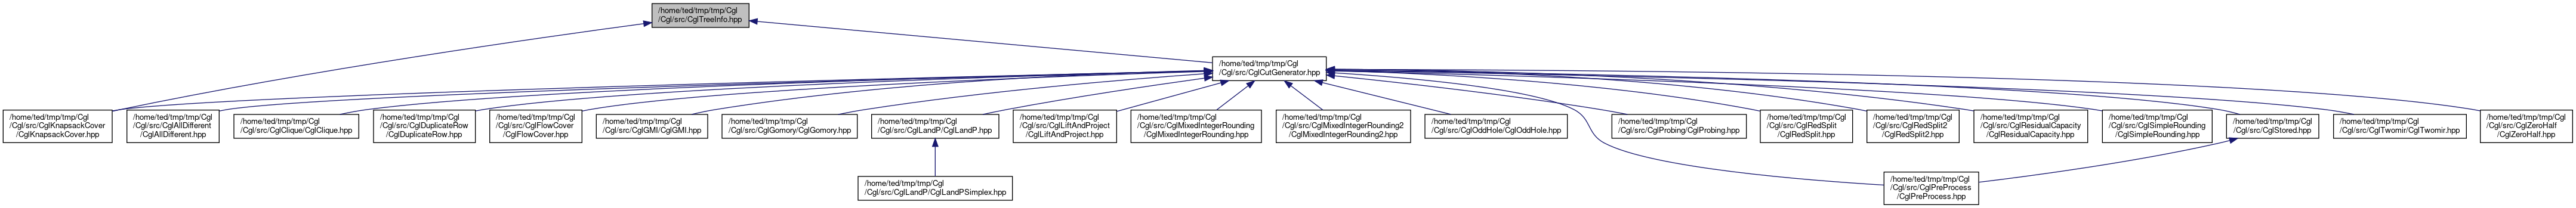 /home/ted/tmp/tmp/Cgl
/Cgl/src/CglTreeInfo.hpp
/home/ted/tmp/tmp/Cgl
/Cgl/src/CglCutGenerator.hpp
/home/ted/tmp/tmp/Cgl
/Cgl/src/CglKnapsackCover
/CglKnapsackCover.hpp
/home/ted/tmp/tmp/Cgl
/Cgl/src/CglAllDifferent
/CglAllDifferent.hpp
/home/ted/tmp/tmp/Cgl
/Cgl/src/CglClique/CglClique.hpp
/home/ted/tmp/tmp/Cgl
/Cgl/src/CglDuplicateRow
/CglDuplicateRow.hpp
/home/ted/tmp/tmp/Cgl
/Cgl/src/CglFlowCover
/CglFlowCover.hpp
/home/ted/tmp/tmp/Cgl
/Cgl/src/CglGMI/CglGMI.hpp
/home/ted/tmp/tmp/Cgl
/Cgl/src/CglGomory/CglGomory.hpp
/home/ted/tmp/tmp/Cgl
/Cgl/src/CglLandP/CglLandP.hpp
/home/ted/tmp/tmp/Cgl
/Cgl/src/CglLiftAndProject
/CglLiftAndProject.hpp
/home/ted/tmp/tmp/Cgl
/Cgl/src/CglMixedIntegerRounding
/CglMixedIntegerRounding.hpp
/home/ted/tmp/tmp/Cgl
/Cgl/src/CglMixedIntegerRounding2
/CglMixedIntegerRounding2.hpp
/home/ted/tmp/tmp/Cgl
/Cgl/src/CglOddHole/CglOddHole.hpp
/home/ted/tmp/tmp/Cgl
/Cgl/src/CglProbing/CglProbing.hpp
/home/ted/tmp/tmp/Cgl
/Cgl/src/CglRedSplit
/CglRedSplit.hpp
/home/ted/tmp/tmp/Cgl
/Cgl/src/CglRedSplit2
/CglRedSplit2.hpp
/home/ted/tmp/tmp/Cgl
/Cgl/src/CglResidualCapacity
/CglResidualCapacity.hpp
/home/ted/tmp/tmp/Cgl
/Cgl/src/CglSimpleRounding
/CglSimpleRounding.hpp
/home/ted/tmp/tmp/Cgl
/Cgl/src/CglStored.hpp
/home/ted/tmp/tmp/Cgl
/Cgl/src/CglTwomir/CglTwomir.hpp
/home/ted/tmp/tmp/Cgl
/Cgl/src/CglZeroHalf
/CglZeroHalf.hpp
/home/ted/tmp/tmp/Cgl
/Cgl/src/CglLandP/CglLandPSimplex.hpp
/home/ted/tmp/tmp/Cgl
/Cgl/src/CglPreProcess
/CglPreProcess.hpp